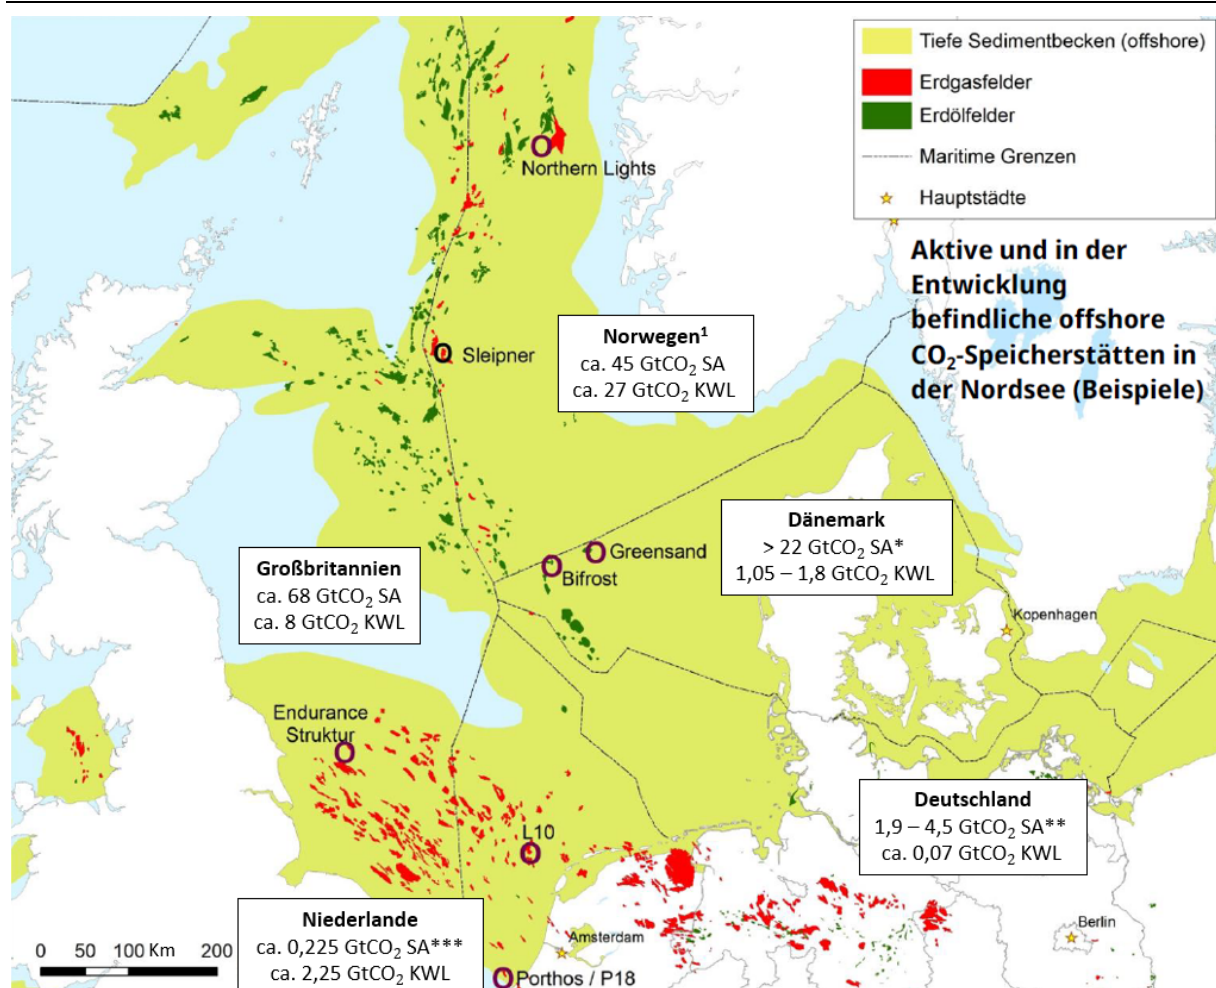 Tiefe Sedimentbecken (offshore)
Erdgasfelder
Erdölfelder
Maritime Grenzen
Hauptstädte
Aktive und in der
Entwicklung
befindliche offshore
CO₂-Speicherstätten in
der Nordsee (Beispiele)
Northern Lights
Sleipner
Norwegen¹
ca. 45 GtCO₂ SA
ca. 27 GtCO₂ KWL
Dänemark
> 22 GtCO₂ SA*
1,05 – 1,8 GtCO₂ KWL
Greensand
Bifrost
Großbritannien
ca. 68 GtCO₂ SA
ca. 8 GtCO₂ KWL
Kopenhagen
Endurance
Struktur
L10
Deutschland
1,9 – 4,5 GtCO₂ SA**
ca. 0,07 GtCO₂ KWL
Niederlande
ca. 0,225 GtCO₂ SA***
ca. 2,25 GtCO₂ KWL
Amsterdam
Berlin
Porthos / P18
0 50 100 Km 200